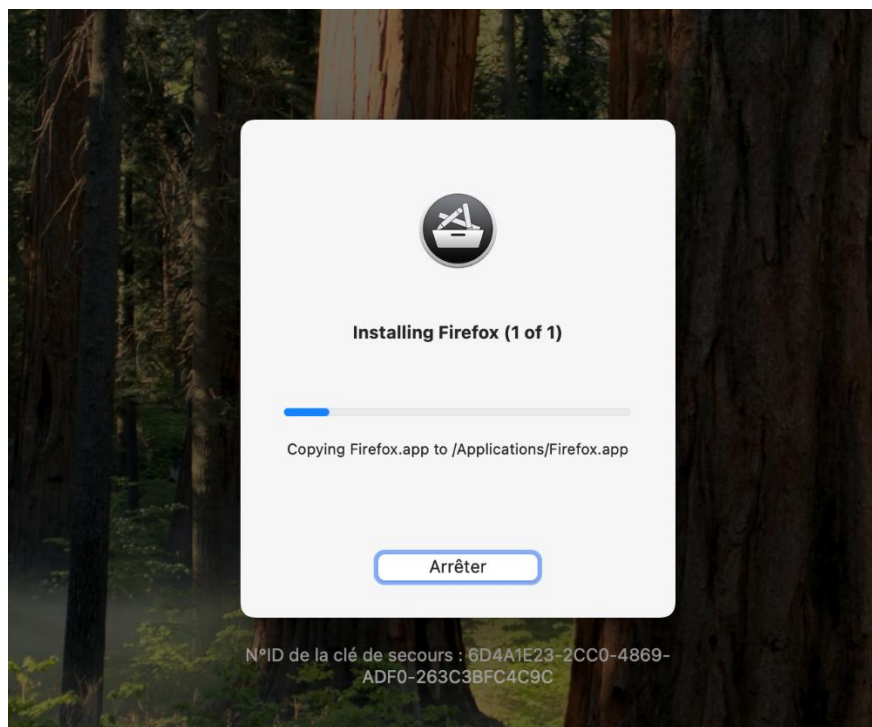 Installing Firefox (1 of 1)
Copying Firefox.app to /Applications/Firefox.app
Arrêter
N°ID de la clé de secours : 6D4A1E23-2CC0-4869-
ADF0-263C3BFC4C9C